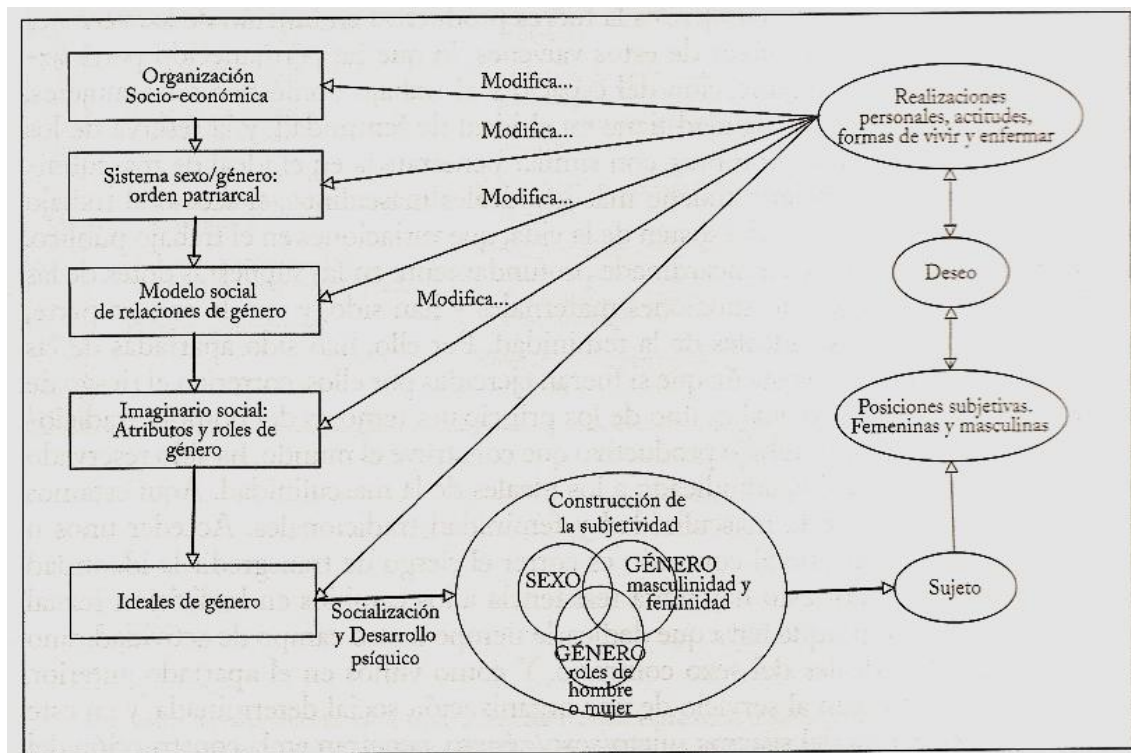 Organización
Socio-económica
Sistema sexo/género:
orden patriarcal
Modelo social
de relaciones de género
Imaginario social:
Atributos y roles de
género
Ideales de género
Modifica...
Modifica...
Modifica...
Modifica...
Socialización
y Desarrollo
psíquico
Construcción de
la subjetividad
SEXO
GÉNERO
masculinidad y
feminidad
GÉNERO
roles de
hombre
o mujer
Realizaciones
personales, actitudes,
formas de vivir y enfermar
Deseo
Posiciones subjetivas.
Femeninas y masculinas
Sujeto